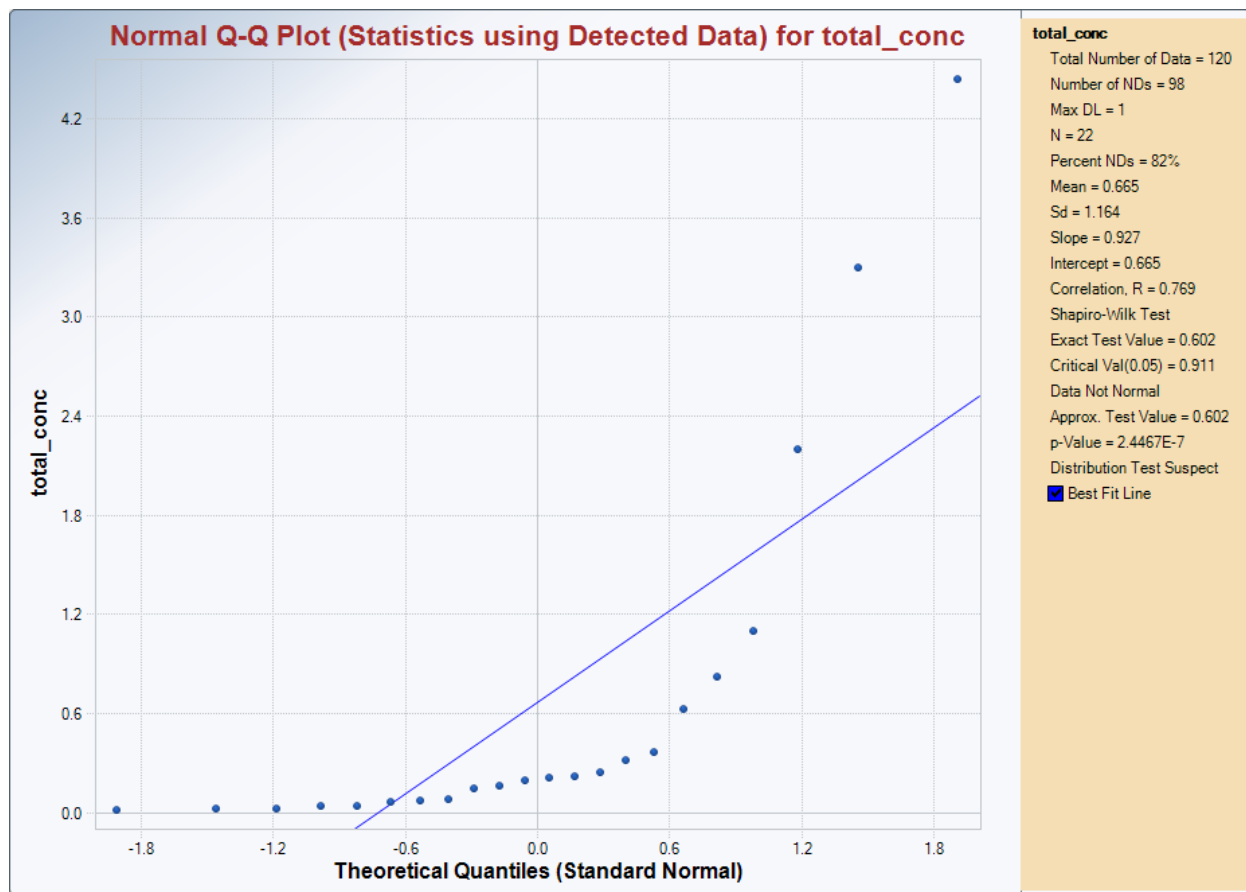 Normal Q-Q Plot (Statistics using Detected Data) for total_conc
4.2
3.6
3.0
2.4
1.8
1.2
0.6
0.0
total_conc
-1.8
-1.2
-0.6
0.0
0.6
1.2
1.8
Theoretical Quantiles (Standard Normal)
total_conc
Total Number of Data = 120
Number of NDs = 98
Max DL = 1
N = 22
Percent NDs = 82%
Mean = 0.665
Sd = 1.164
Slope = 0.927
Intercept = 0.665
Correlation, R = 0.769
Shapiro-Wilk Test
Exact Test Value = 0.602
Critical Val(0.05) = 0.911
Data Not Normal
Approx. Test Value = 0.602
p-Value = 2.4467E-7
Distribution Test Suspect
Best Fit Line